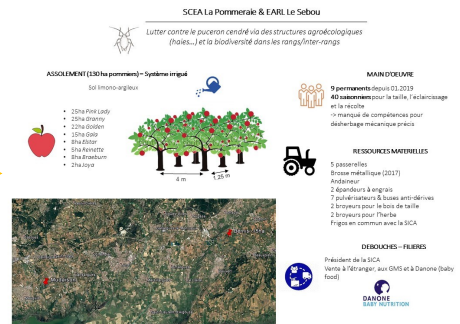 SCEA La Pommeraie & EARL Le Sebou
Lutter contre le puceron cendré via des structures agroécologiques
(haies...) et la biodiversité dans les rangs/inter-rangs
ASSOLEMENT (130 ha pommiers) – Système irrigué
Sol limono-argileux
• 25ha Pink Lady
• 25ha Granny
• 22ha Golden
• 15ha Gala
• 8ha Elstar
• 5ha Reinette
• 5ha Braeburn
• 2ha Joya
4 m
1,25 m
MAIN D'OEUVRE
9 permanents depuis 01.2019
40 saisonniers pour la taille, l'éclaircissage
et la récolte
-> manqué de compétences pour
désherbage mécanique précis
RESSOURCES MATERIELLES
5 passerelles
Brosse métallique (2017)
Andaineur
2 épandeurs à engrais
7 pulvérisateurs & buses anti-dérives
2 broyeurs pour le bois de taille
2 broyeurs pour l'herbe
Frigos en commun avec la SICA
DEBOUCHES – FILIERES
Président de la SICA
Vente à l'étranger, aux GMS et à Danone (baby
food)
DANONE
BABY NUTRITION